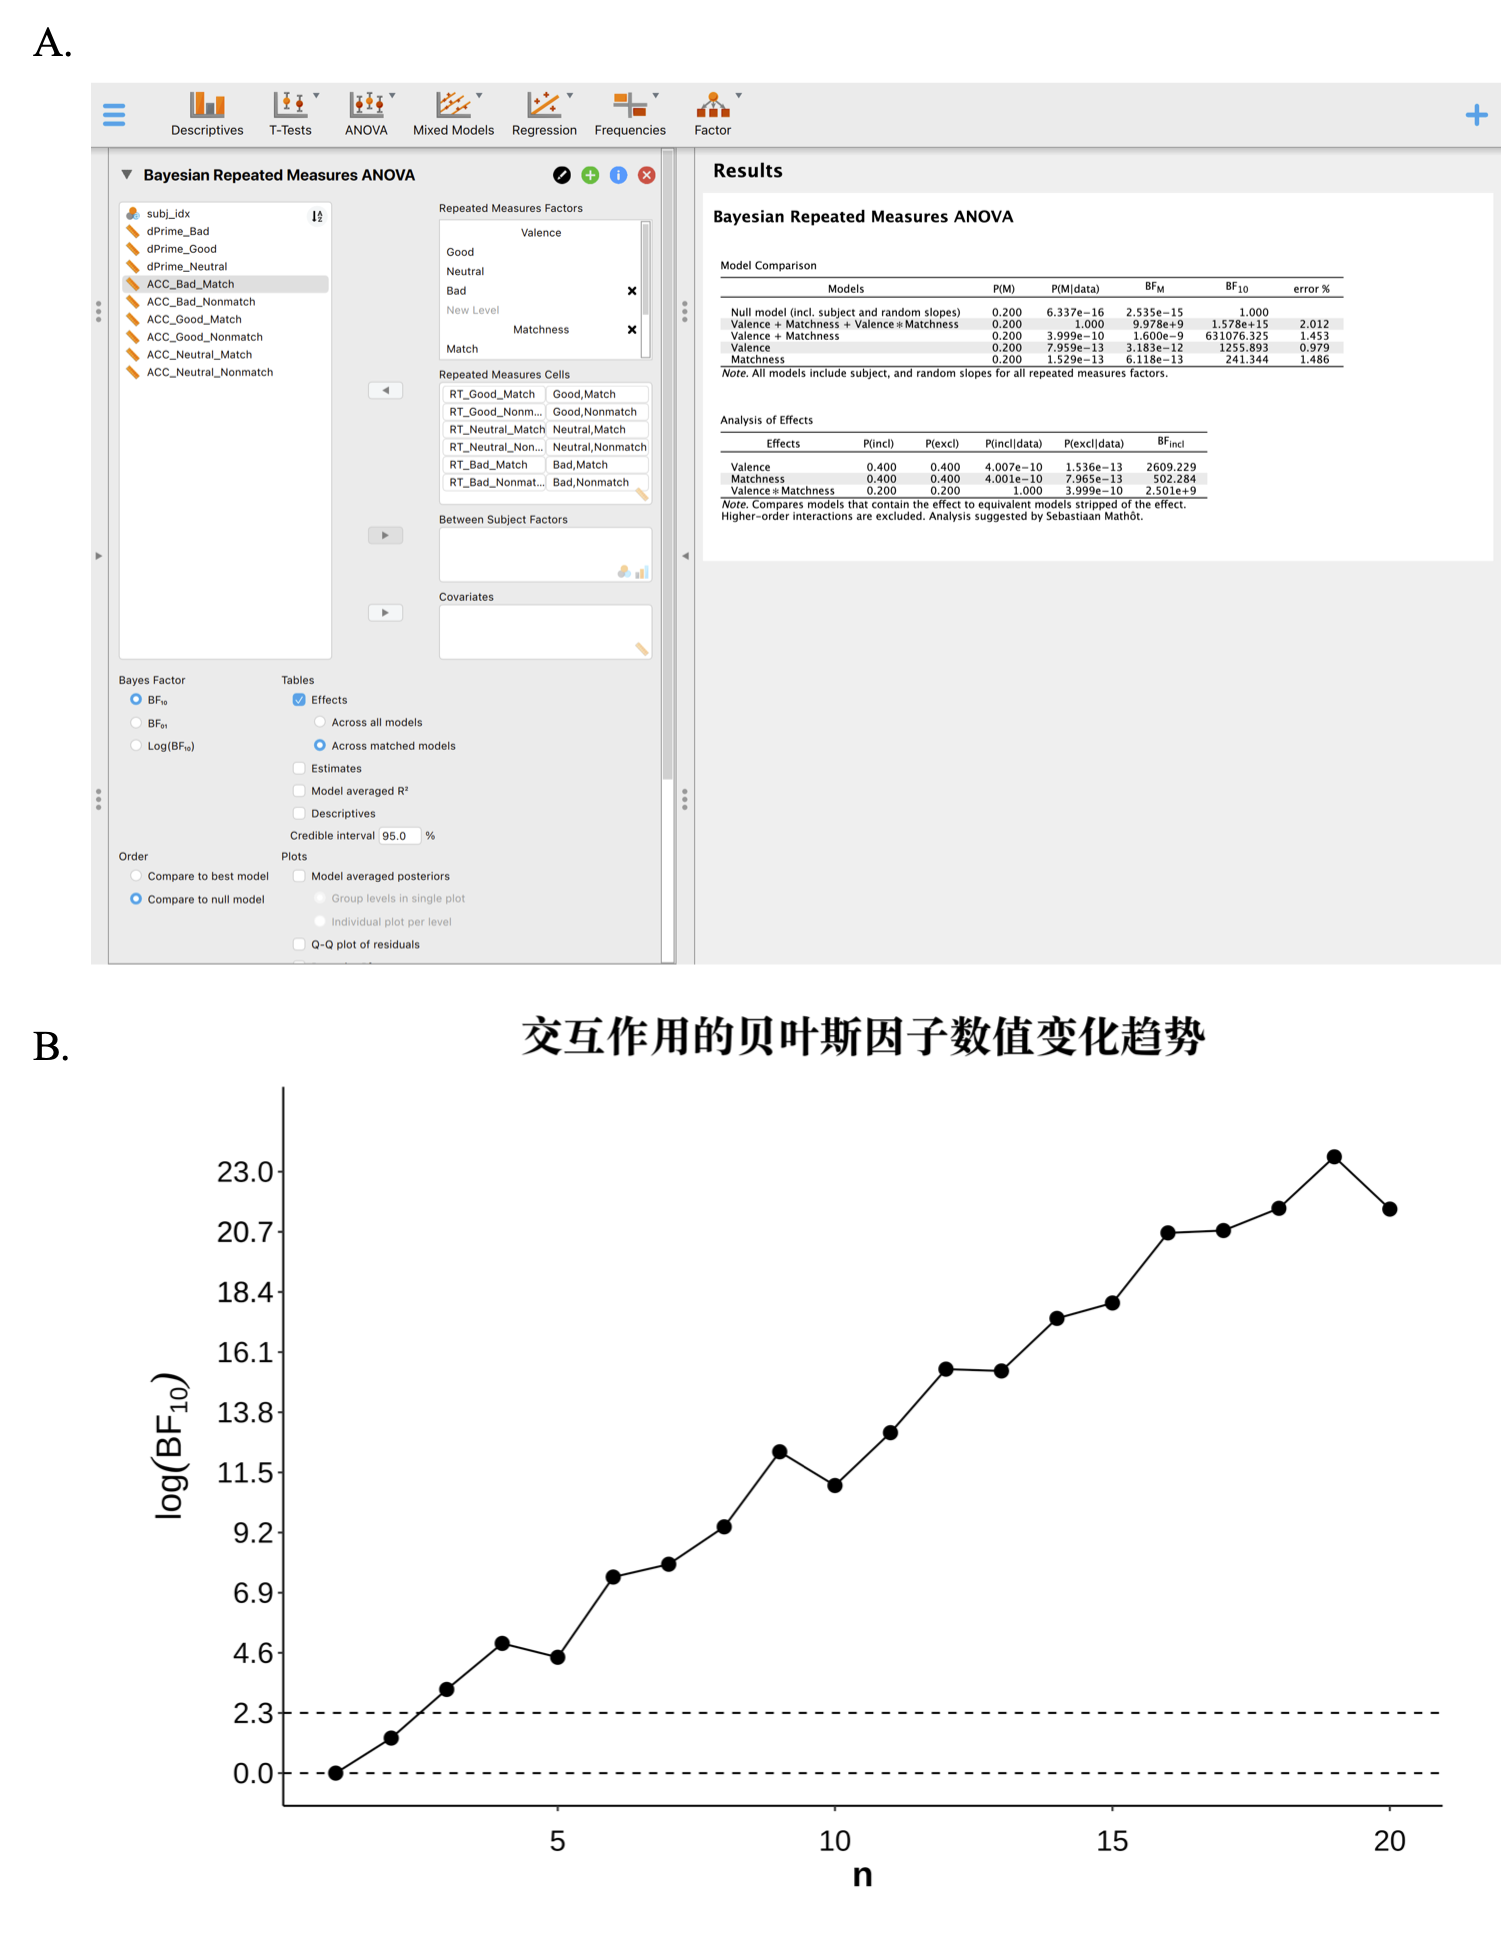 A.
Descriptives T-Tests ANOVA Mixed Models Regression Frequencies Factor
Bayesian Repeated Measures ANOVA
subj_idx
dPrime_Bad
dPrime_Good
dPrime_Neutral
ACC_Bad_Match
ACC_Bad_Nonmatch
ACC_Good_Match
ACC_Good_Nonmatch
ACC_Neutral_Match
ACC_Neutral_Nonmatch
Repeated Measures Factors
Valence
Good
Neutral
Bad
New Level
Matchness
Match
Repeated Measures Cells
RT_Good_Match Good,Match
RT_Good_Nonm... Good,Nonmatch
RT_Neutral_Match Neutral,Match
RT_Neutral_Non... Neutral,Nonmatch
RT_Bad_Match Bad,Match
RT_Bad_Nonmat... Bad,Nonmatch
Between Subject Factors
Covariates
Bayes Factor
BF₁₀
BF₀₁
Log(BF₁₀)
Tables
Effects
Across all models
Across matched models
Estimates
Model averaged R²
Descriptives
Credible interval 95.0 %
Order
Compare to best model
Compare to null model
Plots
Model averaged posteriors
Group levels in single plot
Individual plot per level
Q-Q plot of residuals
Results
Bayesian Repeated Measures ANOVA
Model Comparison
Models P(M) P(M|data) BF_M BF₁₀ error %
Null model (incl. subject and random slopes) 0.200 6.337e−16 2.535e−15 1.000
Valence + Matchness + Valence∗Matchness 0.200 1.000 9.978e+9 1.578e+15 2.012
Valence + Matchness 0.200 3.999e−10 1.600e−9 631076.325 1.453
Valence 0.200 7.959e−13 3.183e−12 1255.893 0.979
Matchness 0.200 1.529e−13 6.118e−13 241.344 1.486
Note. All models include subject, and random slopes for all repeated measures factors.
Analysis of Effects
Effects P(incl) P(excl) P(incl|data) P(excl|data) BF_incl
Valence 0.400 0.400 4.007e−10 1.536e−13 2609.229
Matchness 0.400 0.400 4.001e−10 7.965e−13 502.284
Valence∗Matchness 0.200 0.200 1.000 3.999e−10 2.501e+9
Note. Compares models that contain the effect to equivalent models stripped of the effect.
Higher-order interactions are excluded. Analysis suggested by Sebastiaan Mathôt.
B.
交互作用的贝叶斯因子数值变化趋势
log(BF₁₀)
23.0
20.7
18.4
16.1
13.8
11.5
9.2
6.9
4.6
2.3
0.0
5 10 15 20
n